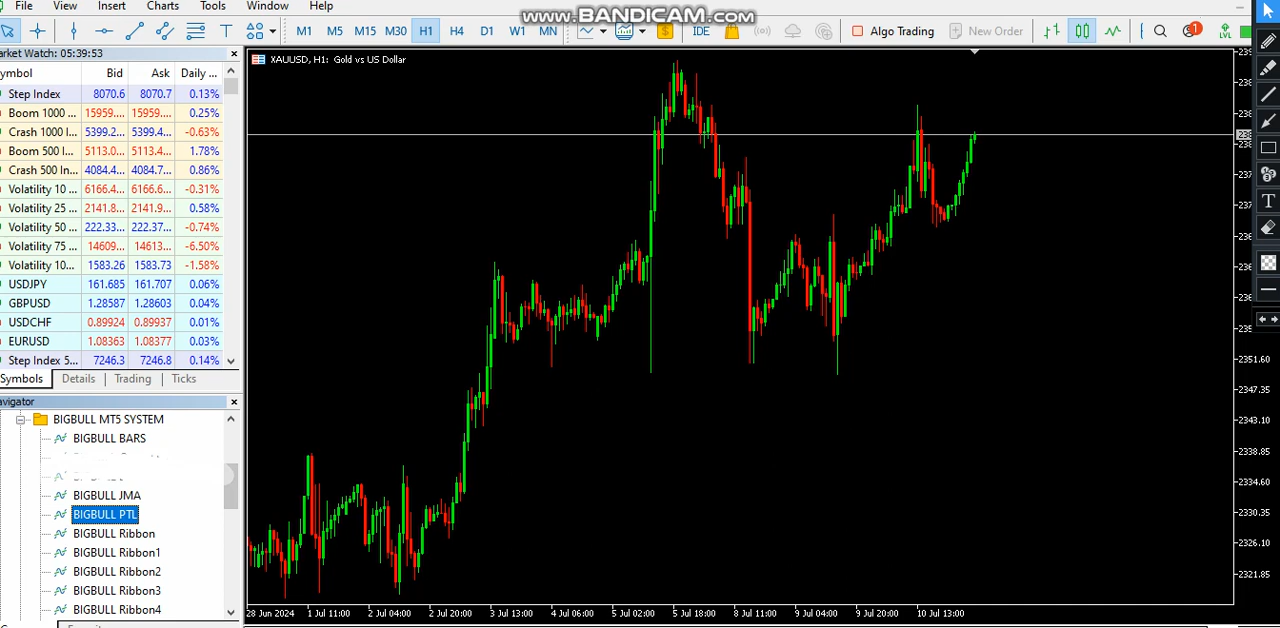 File View Insert Charts Tools Window Help
www.BANDICAM.com
M1 M5 M15 M30 H1 H4 D1 W1 MN $ IDE Algo Trading New Order 1 LVL
arket Watch: 05:39:53
ymbol Bid Ask Daily ...
Step Index 8070.6 8070.7 0.13%
Boom 1000 ... 15959.... 15959.... 0.25%
Crash 1000 I... 5399.2... 5399.4... -0.63%
Boom 500 I... 5113.0... 5113.4... 1.78%
Crash 500 In... 4084.4... 4084.7... 0.86%
Volatility 10 ... 6166.4... 6166.6... -0.31%
Volatility 25 ... 2141.8... 2141.9... 0.58%
Volatility 50 ... 222.33... 222.37... -0.74%
Volatility 75 ... 14609... 14613... -6.50%
Volatility 10... 1583.26 1583.73 -1.58%
USDJPY 161.685 161.707 0.06%
GBPUSD 1.28587 1.28603 0.04%
USDCHF 0.89924 0.89937 0.01%
EURUSD 1.08363 1.08377 0.03%
Step Index 5... 7246.3 7246.8 0.14%
Symbols Details Trading Ticks
avigator
BIGBULL MT5 SYSTEM
BIGBULL BARS
BIGBULL JMA
BIGBULL PTL
BIGBULL Ribbon
BIGBULL Ribbon1
BIGBULL Ribbon2
BIGBULL Ribbon3
BIGBULL Ribbon4
XAUUSD, H1: Gold vs US Dollar
239
238
238
238
238
237
237
236
236
235
2351.60
2347.35
2343.10
2338.85
2334.60
2330.35
2326.10
2321.85
28 Jun 2024 1 Jul 11:00 2 Jul 04:00 2 Jul 20:00 3 Jul 13:00 4 Jul 06:00 5 Jul 02:00 5 Jul 18:00 8 Jul 11:00 9 Jul 04:00 9 Jul 20:00 10 Jul 13:00
T